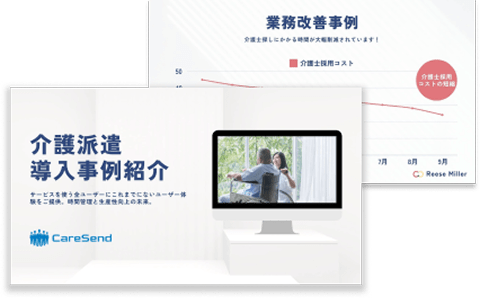 業務改善事例
介護士探しにかかる時間が大幅削減されています！
介護士採用コスト
50
40
介護士採用
コストの短縮
7月
8月
9月
Reese Miller
介護派遣
導入事例紹介
サービスを使う全ユーザーにこれまでにないユーザー体
験をご提供。時間管理と生産性向上の未来。
CareSend